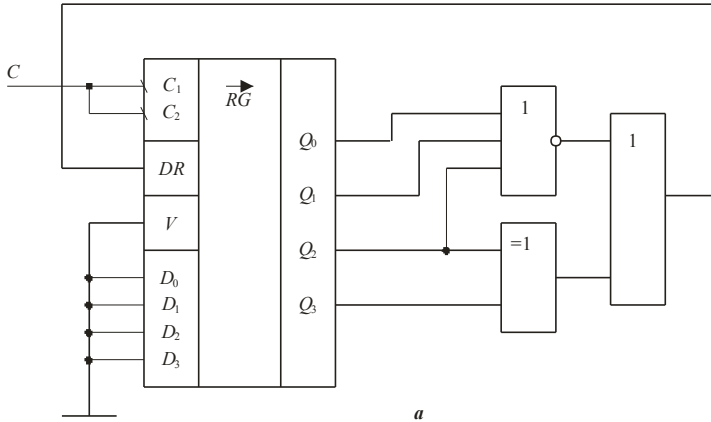 C
C₁
C₂
DR
V
D₀
D₁
D₂
D₃
RG
Q₀
Q₁
Q₂
Q₃
1
=1
1
a